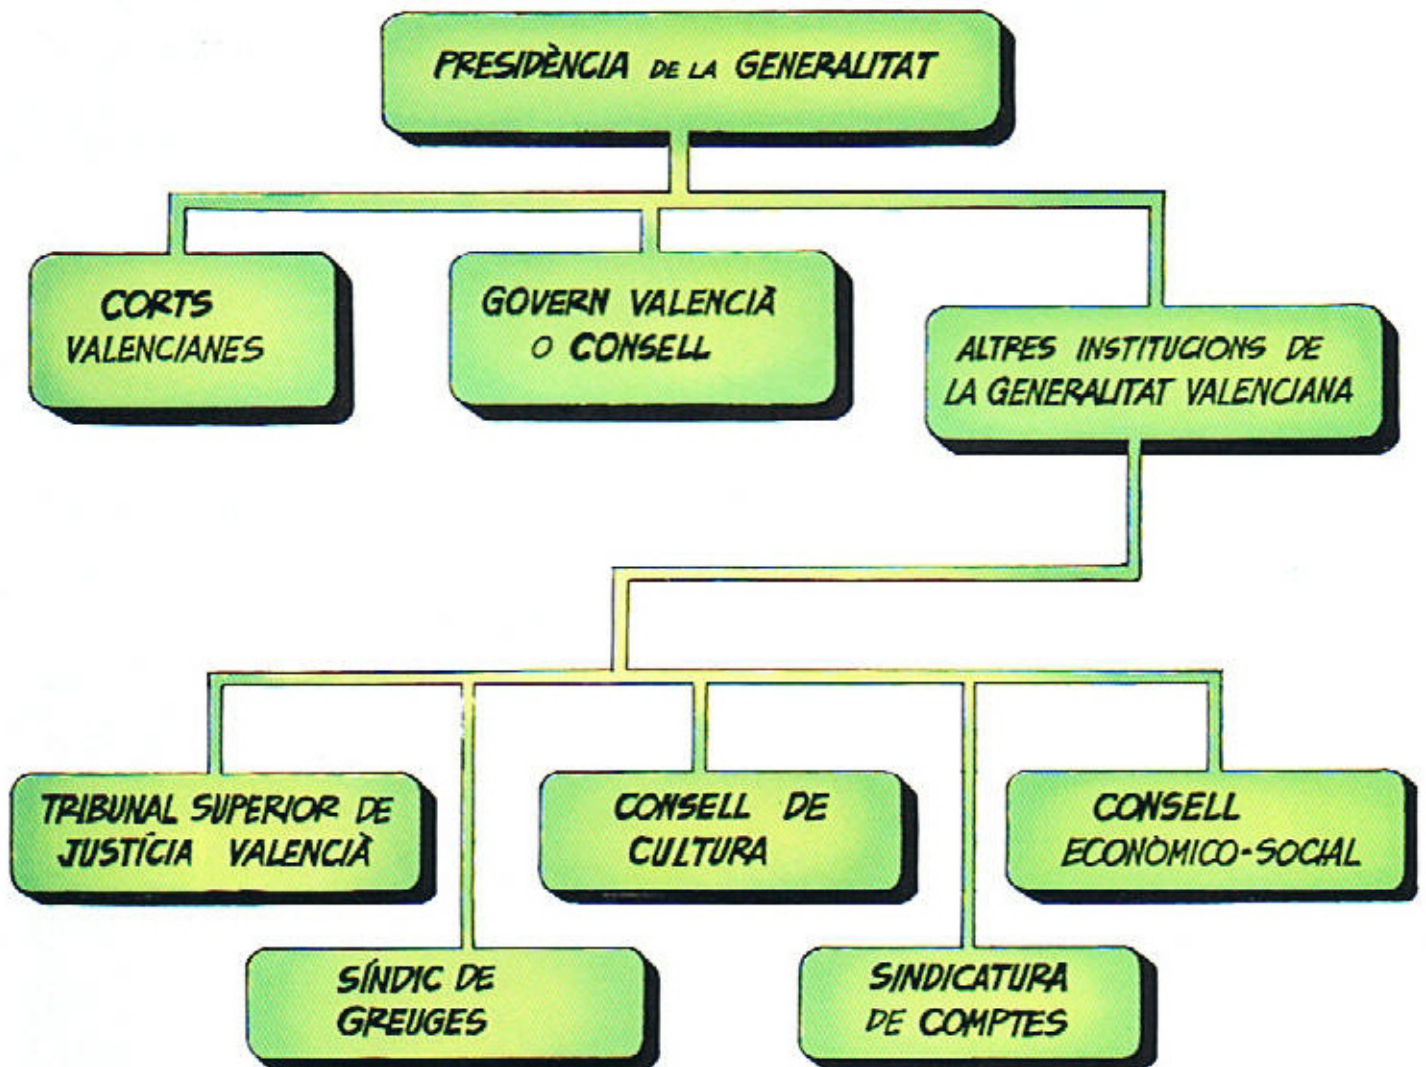 PRESIDÈNCIA DE LA GENERALITAT
CORTS
VALENCIANES
GOVERN VALENCIÀ
O CONSELL
ALTRES INSTITUCIONS DE
LA GENERALITAT VALENCIANA
TRIBUNAL SUPERIOR DE
JUSTÍCIA VALENCIÀ
CONSELL DE
CULTURA
CONSELL
ECONÒMICO-SOCIAL
SÍNDIC DE
GREUGES
SINDICATURA
DE COMPTES